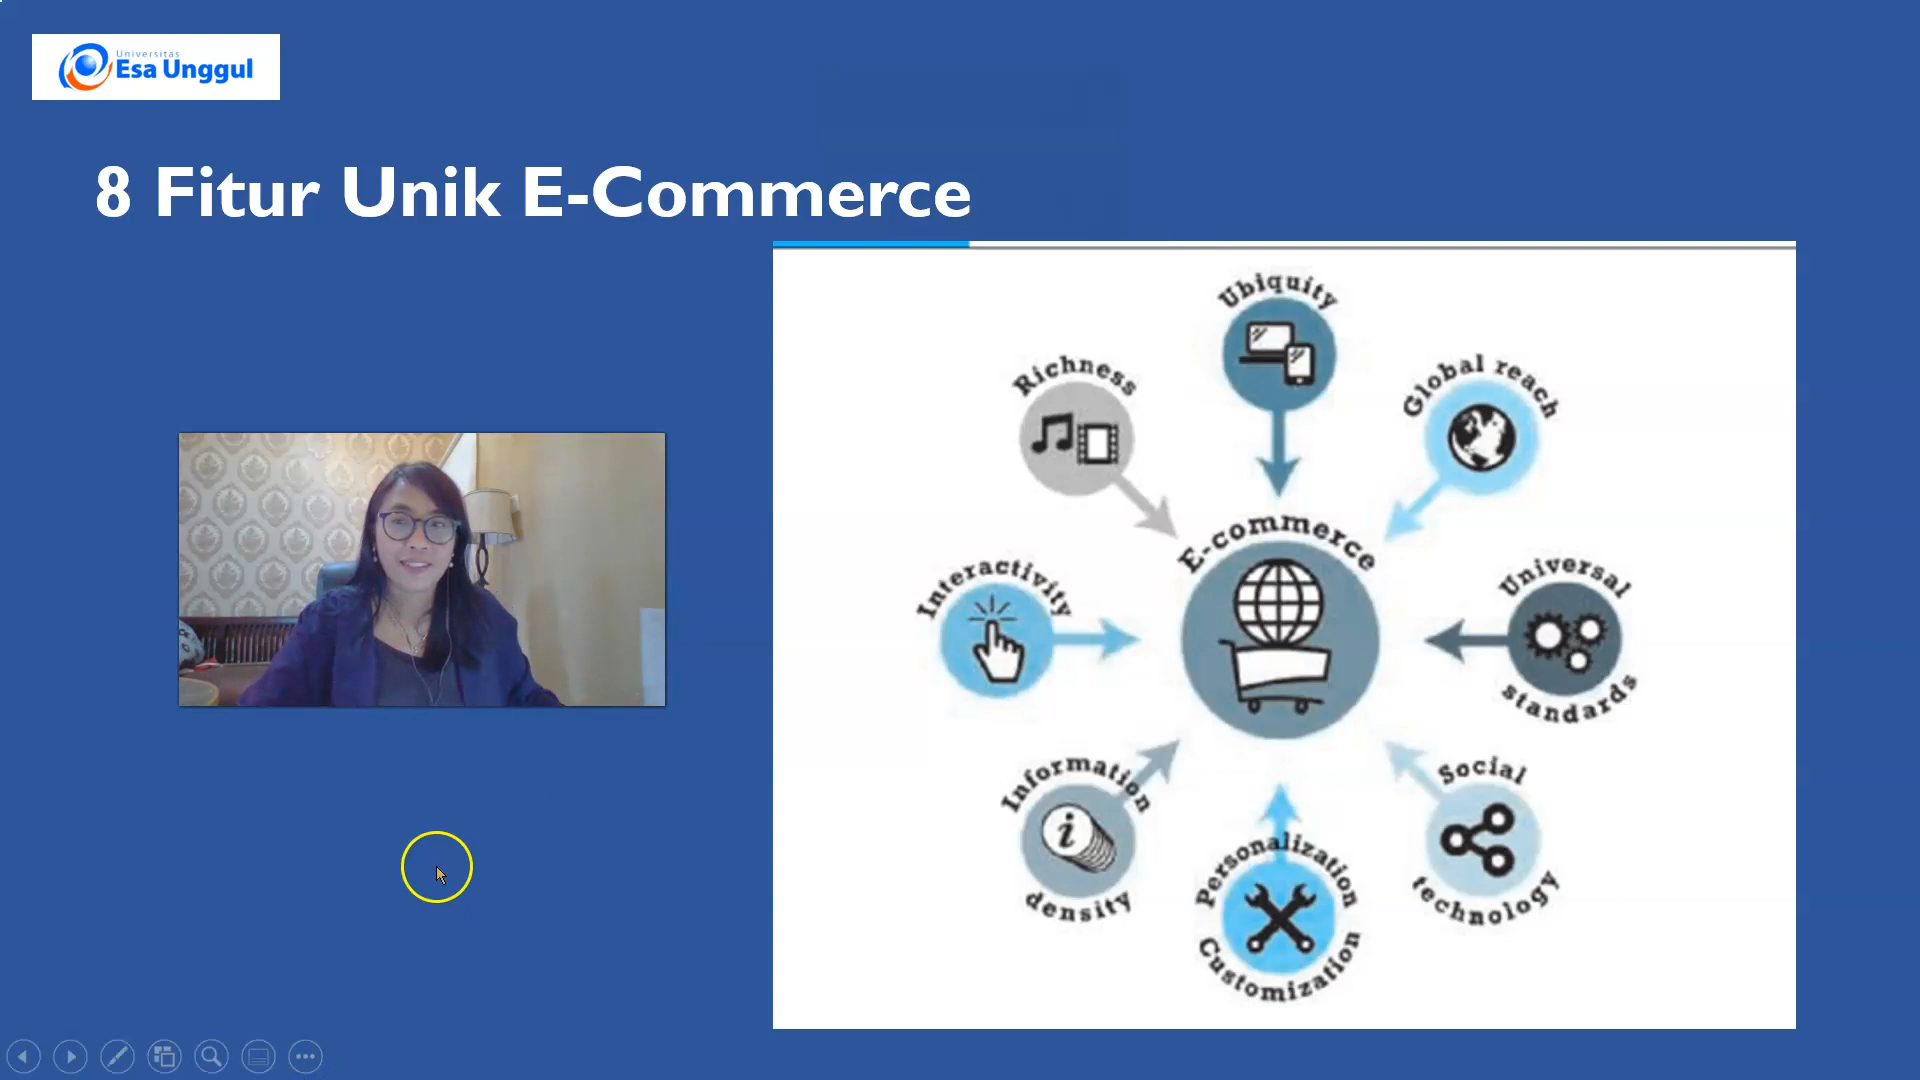 Universitas
Esa Unggul
8 Fitur Unik E-Commerce
Ubiquity
Richness
Global reach
E-commerce
Interactivity
Universal
standards
Information
density
Social
technology
Personalization
Customization
i